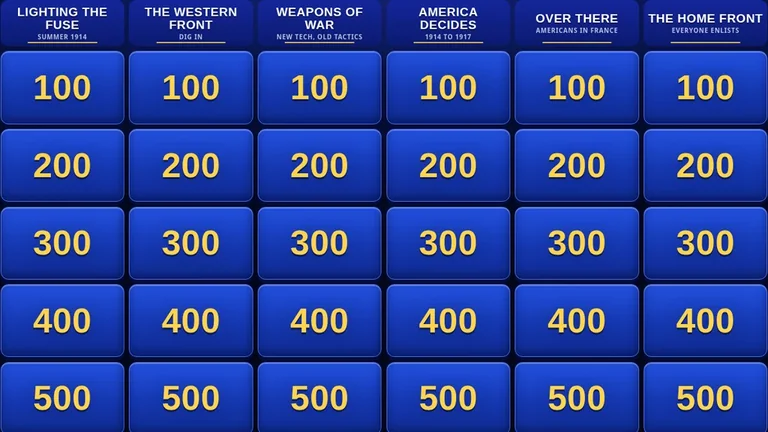 LIGHTING THE
FUSE
SUMMER 1914
THE WESTERN
FRONT
DIG IN
WEAPONS OF
WAR
NEW TECH, OLD TACTICS
AMERICA
DECIDES
1914 TO 1917
OVER THERE
AMERICANS IN FRANCE
THE HOME FRONT
EVERYONE ENLISTS
100 100 100 100 100 100
200 200 200 200 200 200
300 300 300 300 300 300
400 400 400 400 400 400
500 500 500 500 500 500